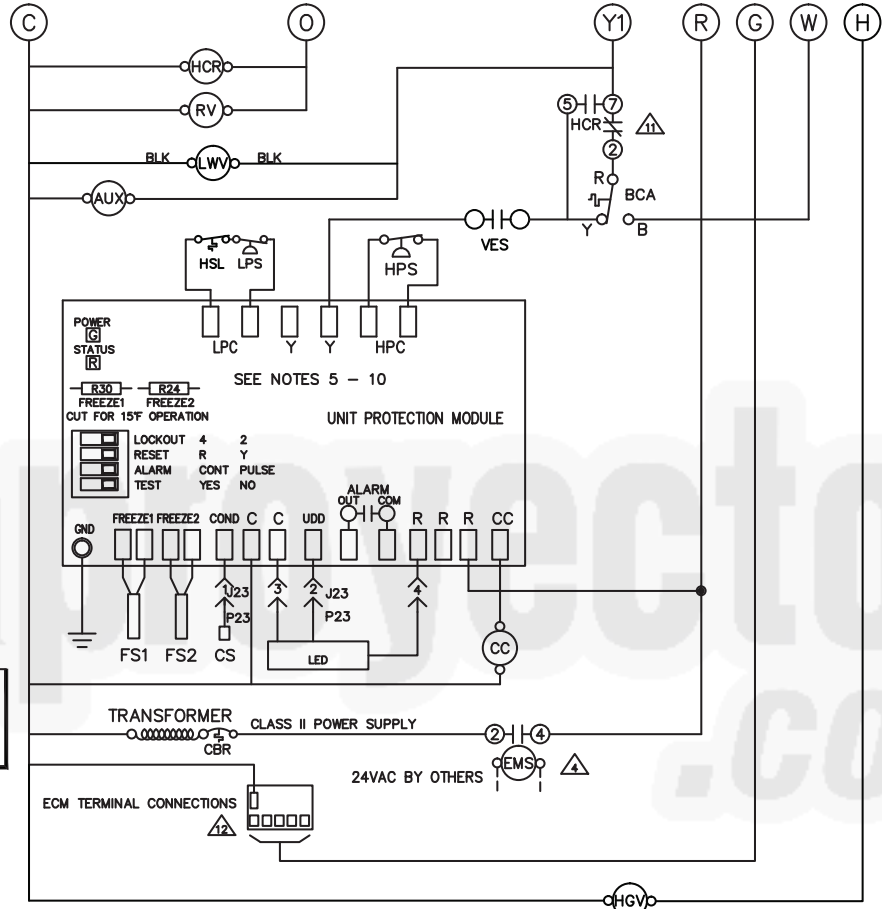 C O Y1 R G W H
HCR
RV
BLK LWV BLK
AUX
5 7
HCR 11
2
R
BCA
Y B
VES
HSL LPS
HPS
LPC Y Y HPC
POWER
G
STATUS
R
SEE NOTES 5 - 10
R30 R24
FREEZE1 FREEZE2
CUT FOR 15°F OPERATION
UNIT PROTECTION MODULE
LOCKOUT 4 2
RESET R Y
ALARM CONT PULSE
TEST YES NO
ALARM
OUT COM
GND
FREEZE1 FREEZE2 COND C C UDD R R R CC
1 J23 3 2 J23 4
P23 P23
FS1 FS2 CS LED CC
TRANSFORMER
CLASS II POWER SUPPLY
CBR
2 4
24VAC BY OTHERS EMS 4
ECM TERMINAL CONNECTIONS
12
HGV
aproyecto
.co